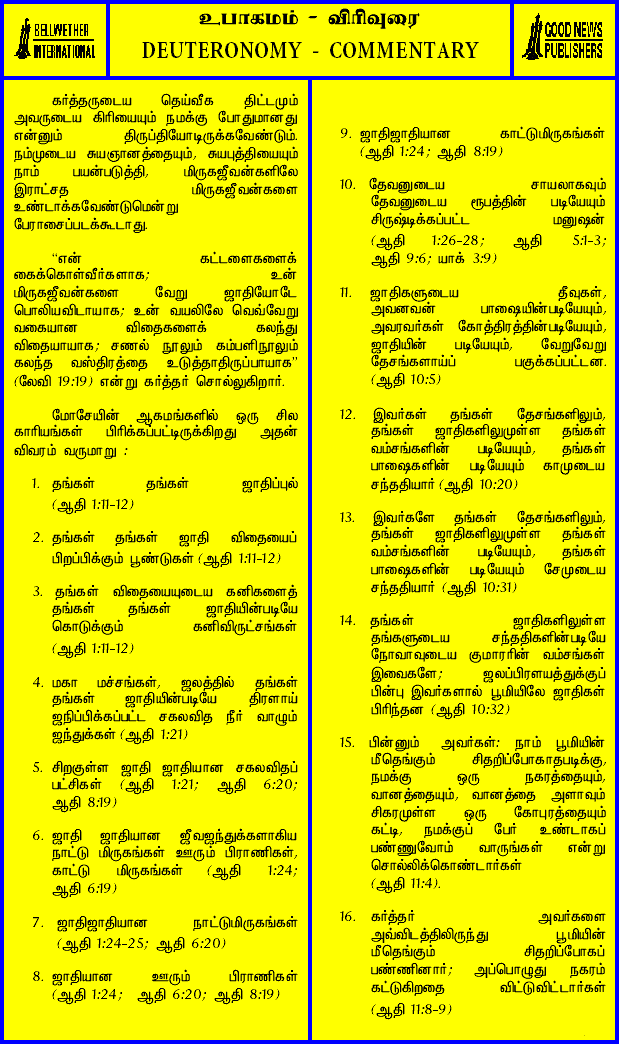 BELLWETHER
INTERNATIONAL
உபாகமம் - விரிவுரை
DEUTERONOMY - COMMENTARY
GOOD NEWS
PUBLISHERS
கர்த்தருடைய தெய்வீக திட்டமும்
அவருடைய கிரியையும் நமக்கு போதுமானது
என்னும் திருப்தியோடிருக்கவேண்டும்.
நம்முடைய சுயஞானத்தையும், சுயபுத்தியையும்
நாம் பயன்படுத்தி, மிருகஜீவன்களிலே
இராட்சத மிருகஜீவன்களை
உண்டாக்கவேண்டுமென்று
பேராசைப்படக்கூடாது.
“என் கட்டளைகளைக்
கைக்கொள்வீர்களாக; உன்
மிருகஜீவன்களை வேறு ஜாதியோடே
பொலியவிடாயாக; உன் வயலிலே வெவ்வேறு
வகையான விதைகளைக் கலந்து
விதையாயாக; சணல் நூலும் கம்பளிநூலும்
கலந்த வஸ்திரத்தை உடுத்தாதிருப்பாயாக”
(லேவி 19:19) என்று கர்த்தர் சொல்லுகிறார்.
மோசேயின் ஆகமங்களில் ஒரு சில
காரியங்கள் பிரிக்கப்பட்டிருக்கிறது அதன்
விவரம் வருமாறு :
1. தங்கள் தங்கள் ஜாதிப்புல்
(ஆதி 1:11-12)
2. தங்கள் தங்கள் ஜாதி விதையைப்
பிறப்பிக்கும் பூண்டுகள் (ஆதி 1:11-12)
3. தங்கள் விதையையுடைய கனிகளைத்
தங்கள் தங்கள் ஜாதியின்படியே
கொடுக்கும் கனிவிருட்சங்கள்
(ஆதி 1:11-12)
4. மகா மச்சங்கள், ஜலத்தில் தங்கள்
தங்கள் ஜாதியின்படியே திரளாய்
ஜநிப்பிக்கப்பட்ட சகலவித நீர் வாழும்
ஜந்துக்கள் (ஆதி 1:21)
5. சிறகுள்ள ஜாதி ஜாதியான சகலவிதப்
பட்சிகள் (ஆதி 1:21; ஆதி 6:20;
ஆதி 8:19)
6. ஜாதி ஜாதியான ஜீவஜந்துக்களாகிய
நாட்டு மிருகங்கள் ஊரும் பிராணிகள்,
காட்டு மிருகங்கள் (ஆதி 1:24;
ஆதி 6:19)
7. ஜாதிஜாதியான நாட்டுமிருகங்கள்
(ஆதி 1:24-25; ஆதி 6:20)
8. ஜாதியான ஊரும் பிராணிகள்
(ஆதி 1:24; ஆதி 6:20; ஆதி 8:19)
9. ஜாதிஜாதியான காட்டுமிருகங்கள்
(ஆதி 1:24; ஆதி 8:19)
10. தேவனுடைய சாயலாகவும்
தேவனுடைய ரூபத்தின் படியேயும்
சிருஷ்டிக்கப்பட்ட மனுஷன்
(ஆதி 1:26-28; ஆதி 5:1-3;
ஆதி 9:6; யாக் 3:9)
11. ஜாதிகளுடைய தீவுகள்,
அவனவன் பாஷையின்படியேயும்,
அவரவர்கள் கோத்திரத்தின்படியேயும்,
ஜாதியின் படியேயும், வேறுவேறு
தேசங்களாய்ப் பகுக்கப்பட்டன.
(ஆதி 10:5)
12. இவர்கள் தங்கள் தேசங்களிலும்,
தங்கள் ஜாதிகளிலுமுள்ள தங்கள்
வம்சங்களின் படியேயும், தங்கள்
பாஷைகளின் படியேயும் காமுடைய
சந்ததியார் (ஆதி 10:20)
13. இவர்களே தங்கள் தேசங்களிலும்,
தங்கள் ஜாதிகளிலுமுள்ள தங்கள்
வம்சங்களின் படியேயும், தங்கள்
பாஷைகளின் படியேயும் சேமுடைய
சந்ததியார் (ஆதி 10:31)
14. தங்கள் ஜாதிகளிலுள்ள
தங்களுடைய சந்ததிகளின்படியே
நோவாவுடைய குமாரரின் வம்சங்கள்
இவைகளே; ஜலப்பிரளயத்துக்குப்
பின்பு இவர்களால் பூமியிலே ஜாதிகள்
பிரிந்தன (ஆதி 10:32)
15. பின்னும் அவர்கள்: நாம் பூமியின்
மீதெங்கும் சிதறிப்போகாதபடிக்கு,
நமக்கு ஒரு நகரத்தையும்,
வானத்தையும், வானத்தை அளாவும்
சிகரமுள்ள ஒரு கோபுரத்தையும்
கட்டி, நமக்குப் பேர் உண்டாகப்
பண்ணுவோம் வாருங்கள் என்று
சொல்லிக்கொண்டார்கள்
(ஆதி 11:4).
16. கர்த்தர் அவர்களை
அவ்விடத்திலிருந்து பூமியின்
மீதெங்கும் சிதறிப்போகப்
பண்ணினார்; அப்பொழுது நகரம்
கட்டுகிறதை விட்டுவிட்டார்கள்
(ஆதி 11:8-9)